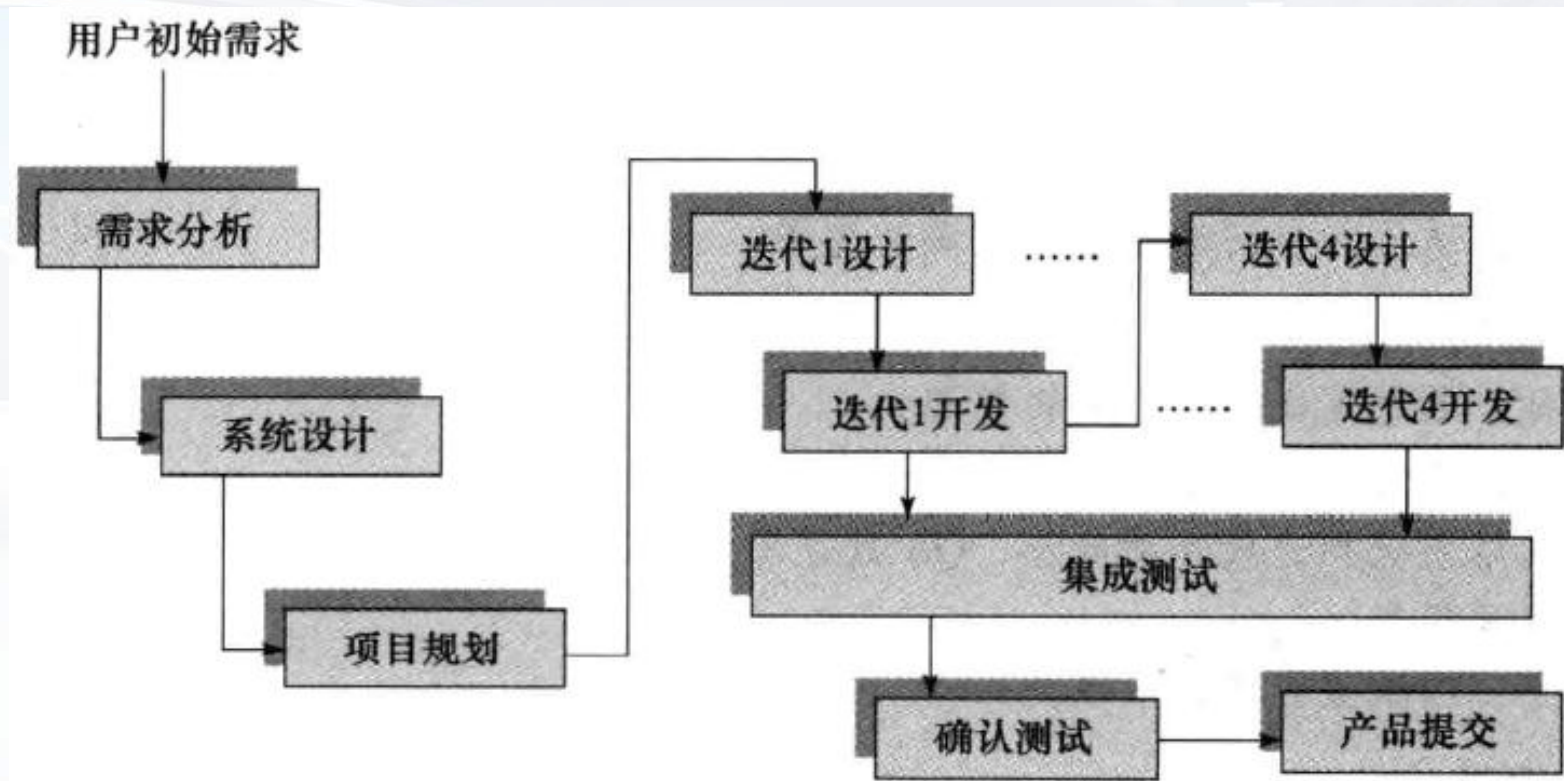 用户初始需求
需求分析
系统设计
项目规划
迭代1设计
……
迭代4设计
迭代1开发
……
迭代4开发
集成测试
确认测试
产品提交